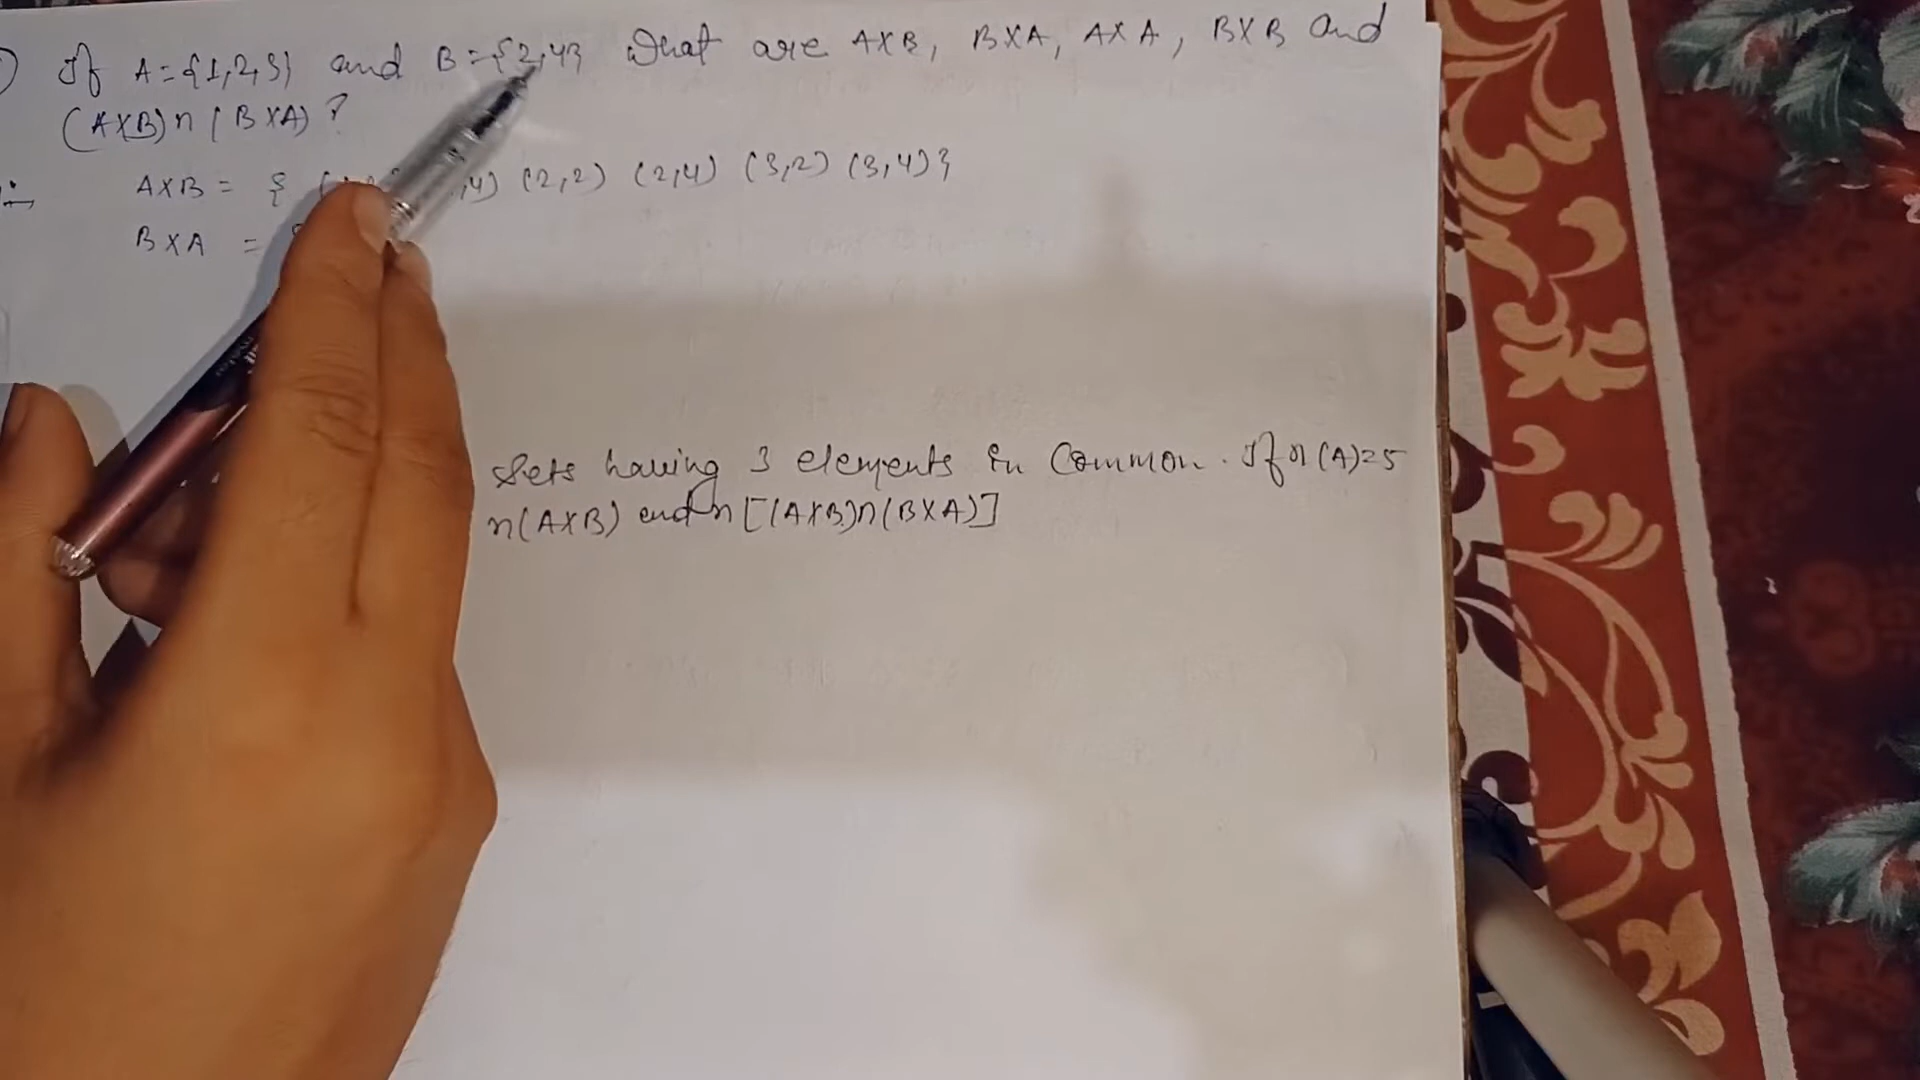 If A={1,2,3} and B={2,4} What are A×B, B×A, A×A, B×B and
(A×B)∩(B×A)?
A×B = { ,4) (2,2) (2,4) (3,2) (3,4)}
B×A =
Sets having 3 elements in Common. If n(A)=5
n(A×B) and n[(A×B)∩(B×A)]